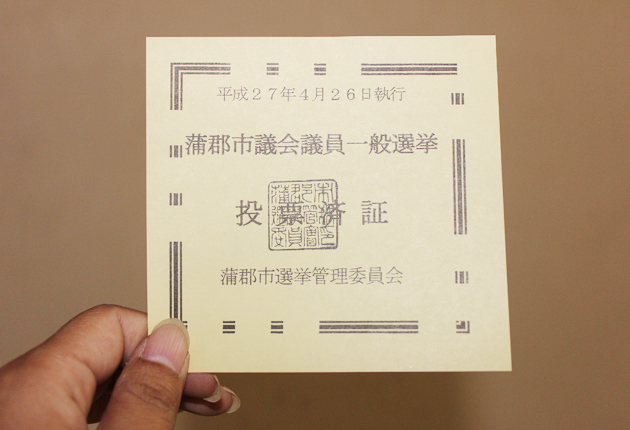 平成27年4月26日執行
蒲郡市議会議員一般選挙
投票済証
蒲郡市選挙管理委員会